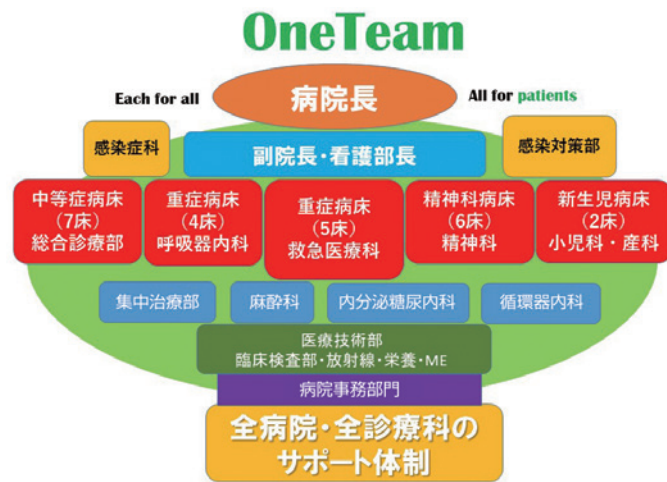 OneTeam
Each for all
病院長
All for patients
感染症科
副院長・看護部長
感染対策部
中等症病床
(7床)
総合診療部
重症病床
(4床)
呼吸器内科
重症病床
(5床)
救急医療科
精神科病床
(6床)
精神科
新生児病床
(2床)
小児科・産科
集中治療部
麻酔科
内分泌糖尿内科
循環器内科
医療技術部
臨床検査部・放射線・栄養・ME
病院事務部門
全病院・全診療科の
サポート体制